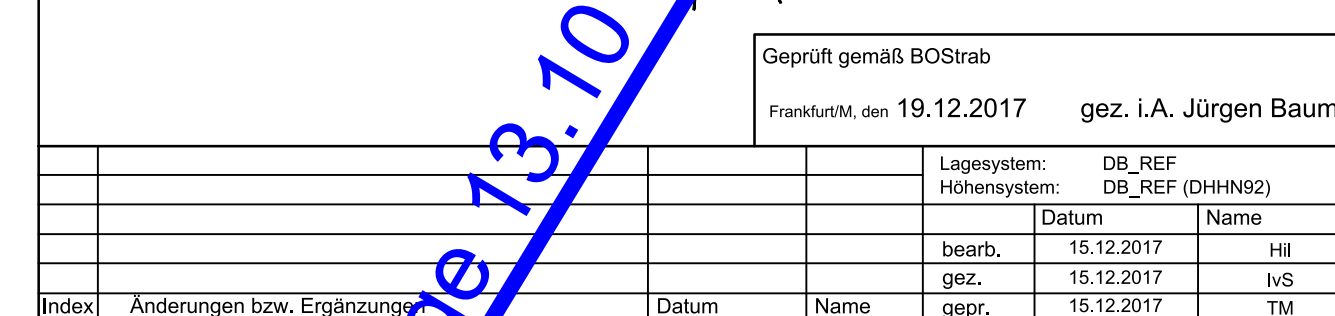 Geprüft gemäß BOStrab
Frankfurt/M, den 19.12.2017 gez. i.A. Jürgen Baum
Lagesystem: DB_REF
Höhensystem: DB_REF (DHHN92)
Datum Name
bearb. 15.12.2017 Hil
gez. 15.12.2017 IvS
Index Änderungen bzw. Ergänzungen Datum Name gepr. 15.12.2017 TM
ge 13.10